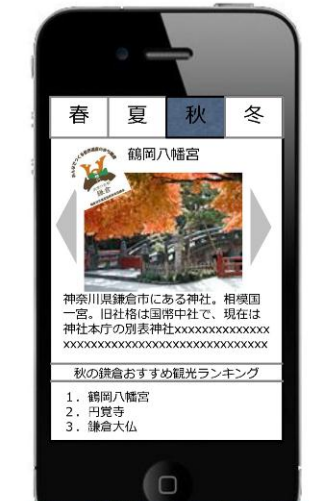 春 夏 秋 冬
鶴岡八幡宮
鎌倉
神奈川県鎌倉市にある神社。相模国
一宮。旧社格は国幣中社で、現在は
神社本庁の別表神社xxxxxxxxxxxxxx
xxxxxxxxxxxxxxxxxxxxxxxxxxxxxx
秋の鎌倉おすすめ観光ランキング
1. 鶴岡八幡宮
2. 円覚寺
3. 鎌倉大仏